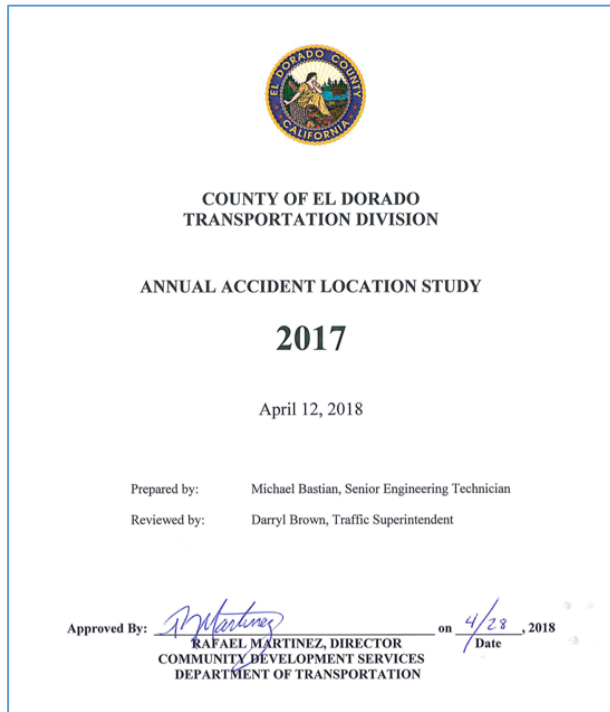 EL DORADO COUNTY
CALIFORNIA
COUNTY OF EL DORADO
TRANSPORTATION DIVISION
ANNUAL ACCIDENT LOCATION STUDY
2017
April 12, 2018
Prepared by: Michael Bastian, Senior Engineering Technician
Reviewed by: Darryl Brown, Traffic Superintendent
Approved By: RMartinez on 4/28, 2018
RAFAEL MARTINEZ, DIRECTOR Date
COMMUNITY DEVELOPMENT SERVICES
DEPARTMENT OF TRANSPORTATION